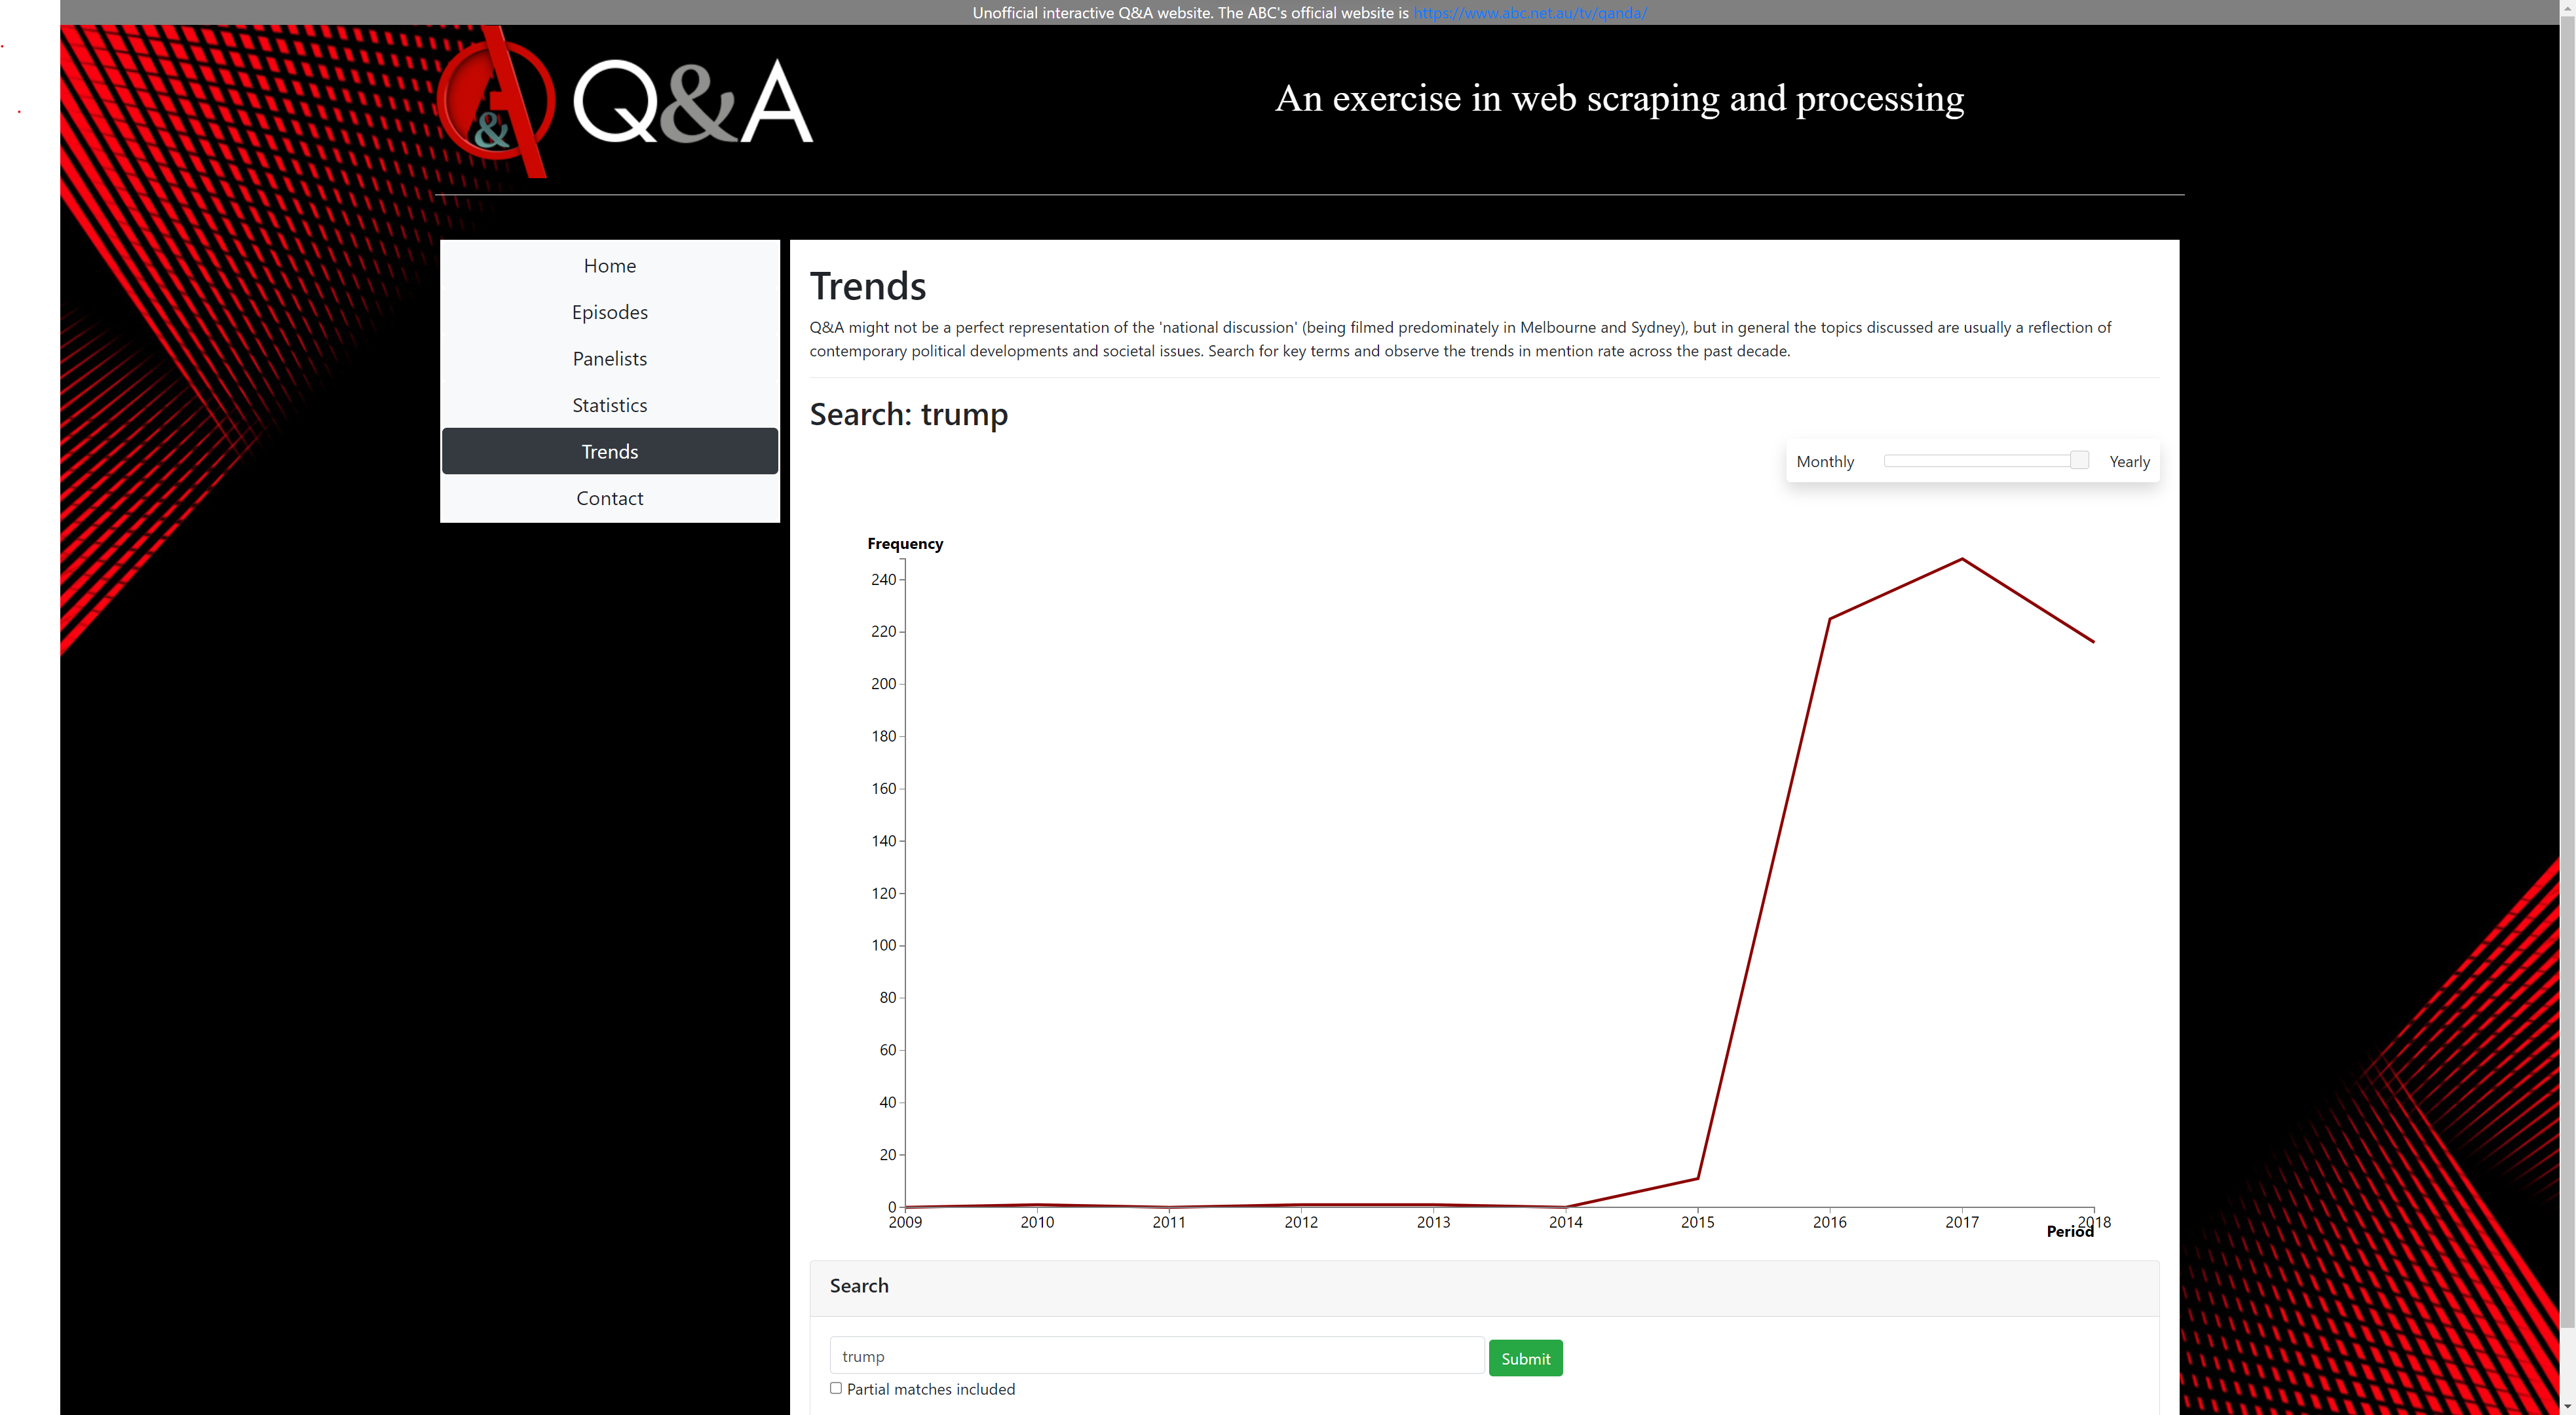 Unofficial interactive Q&A website. The ABC's official website is https://www.abc.net.au/tv/qanda/
& Q&A
An exercise in web scraping and processing
Home
Episodes
Panelists
Statistics
Trends
Contact
Trends
Q&A might not be a perfect representation of the 'national discussion' (being filmed predominately in Melbourne and Sydney), but in general the topics discussed are usually a reflection of
contemporary political developments and societal issues. Search for key terms and observe the trends in mention rate across the past decade.
Search: trump
Monthly Yearly
Frequency
240
220
200
180
160
140
120
100
80
60
40
20
0
2009 2010 2011 2012 2013 2014 2015 2016 2017 2018
Period
Search
trump Submit
Partial matches included